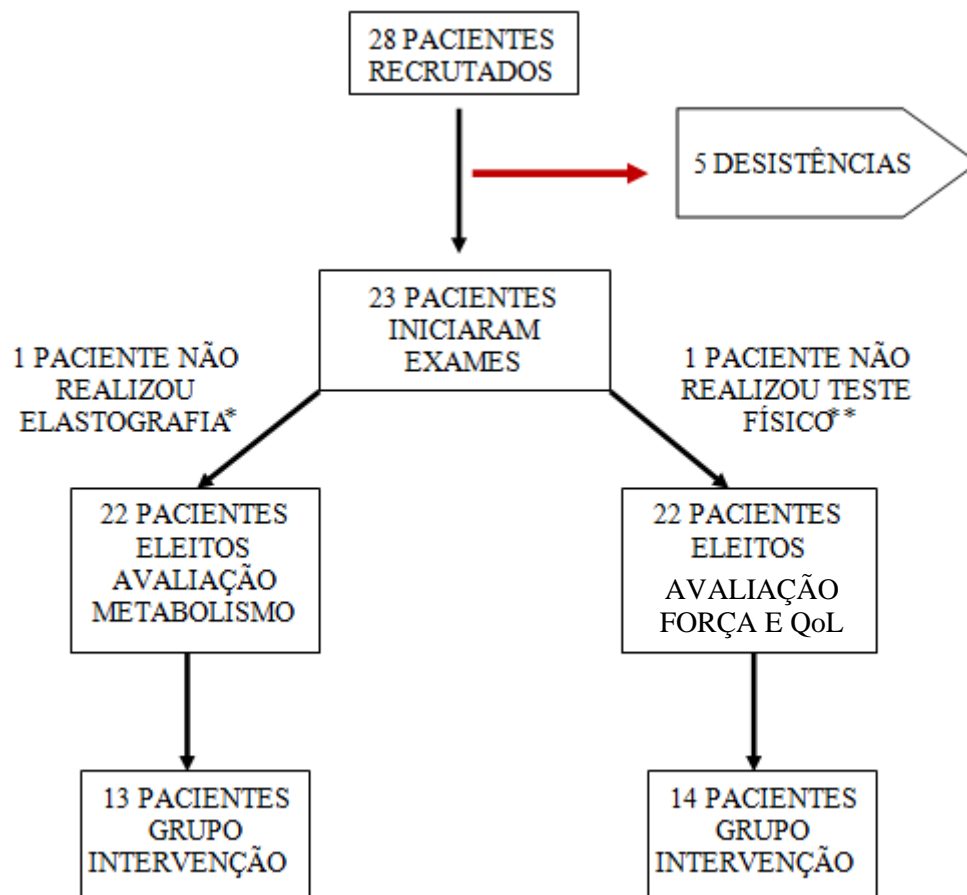 28 PACIENTES
RECRUTADOS
5 DESISTÊNCIAS
23 PACIENTES
INICIARAM
EXAMES
1 PACIENTE NÃO
REALIZOU
ELASTOGRAFIA*
1 PACIENTE NÃO
REALIZOU TESTE
FÍSICO**
22 PACIENTES
ELEITOS
AVALIAÇÃO
METABOLISMO
22 PACIENTES
ELEITOS
AVALIAÇÃO
FORÇA E QoL
13 PACIENTES
GRUPO
INTERVENÇÃO
14 PACIENTES
GRUPO
INTERVENÇÃO